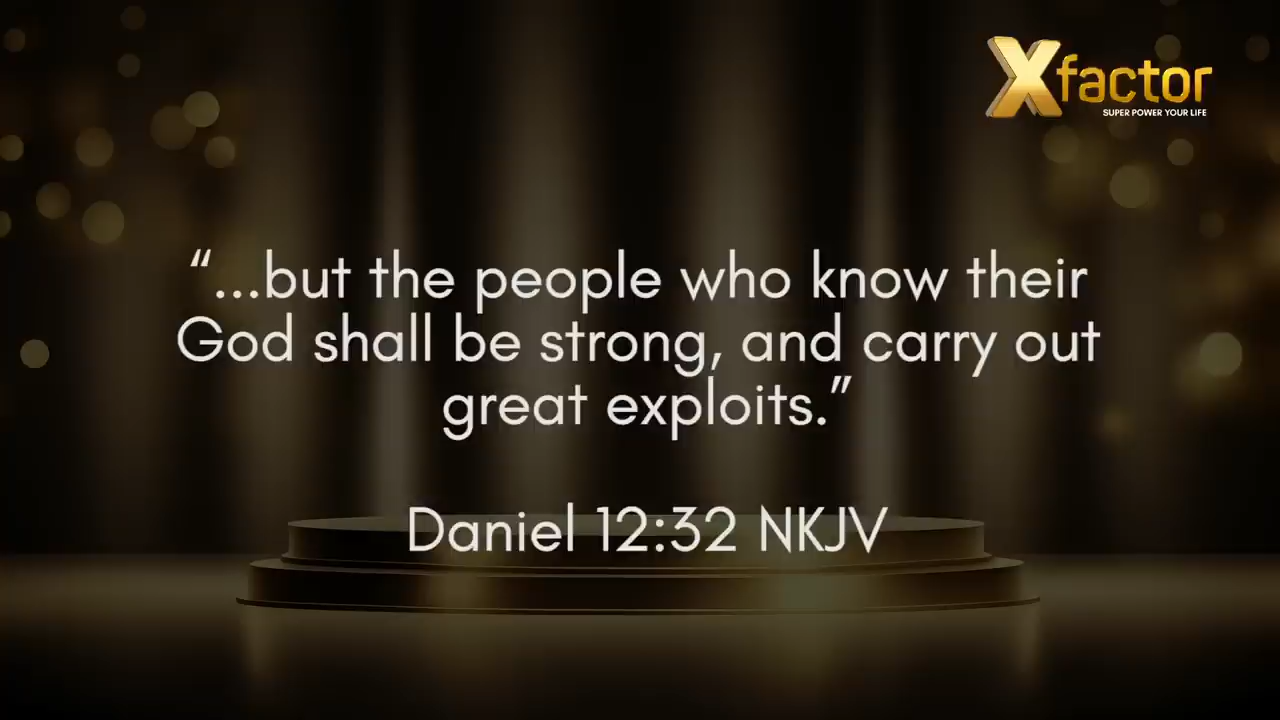 Xfactor
SUPER POWER YOUR LIFE
“...but the people who know their
God shall be strong, and carry out
great exploits.”
Daniel 12:32 NKJV